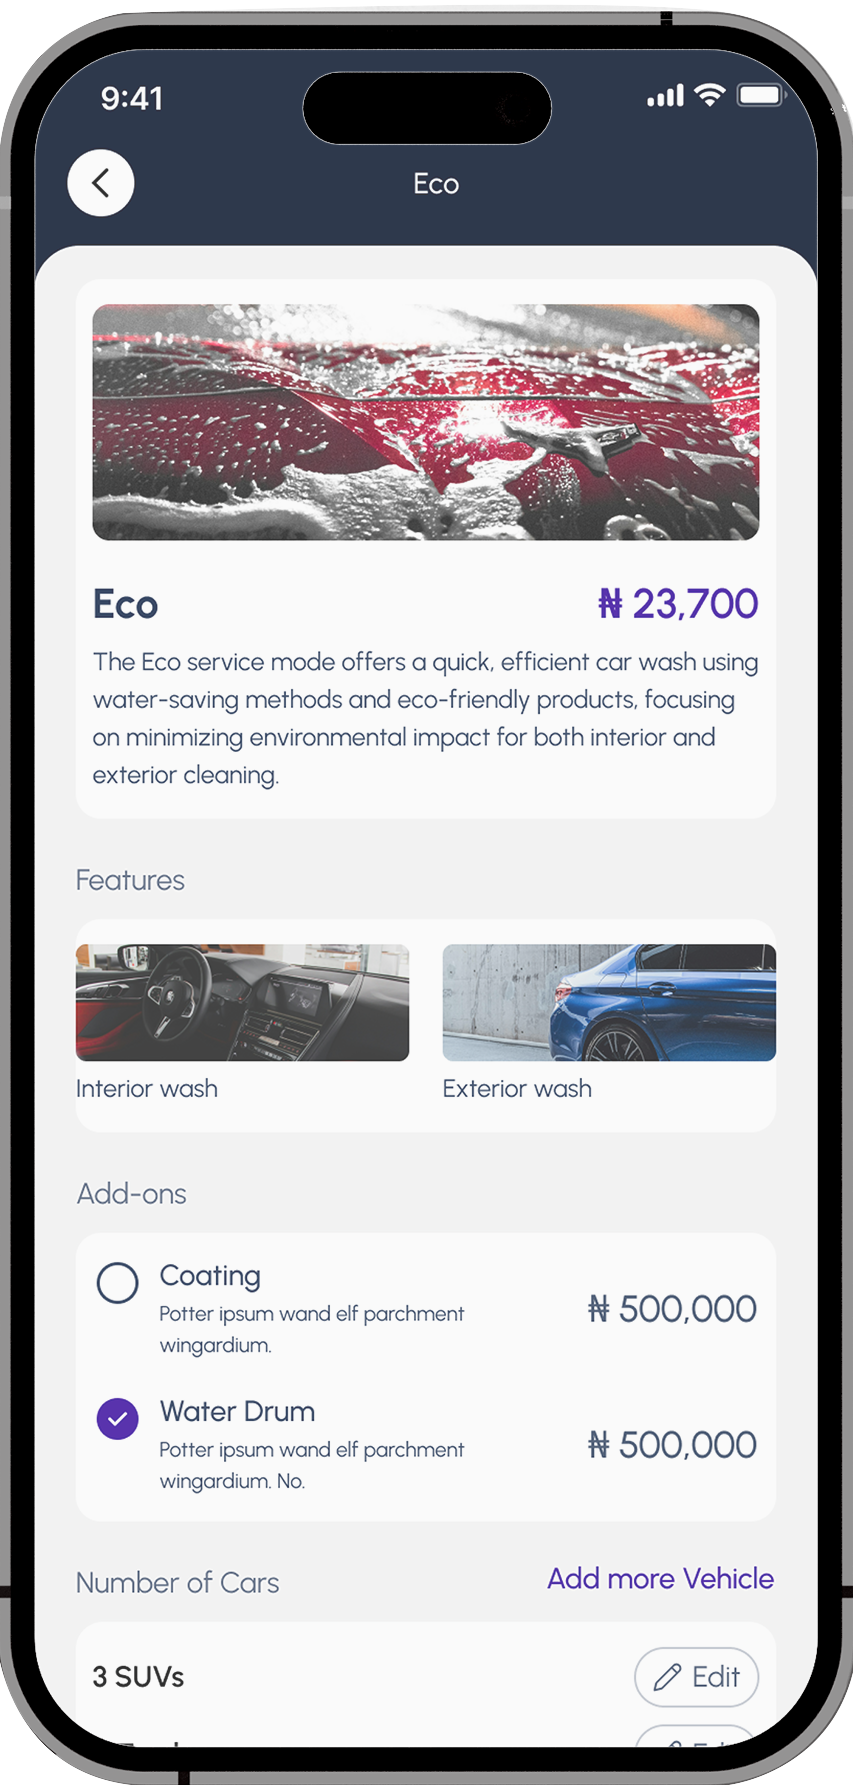 9:41
Eco
Eco
₦ 23,700
The Eco service mode offers a quick, efficient car wash using
water-saving methods and eco-friendly products, focusing
on minimizing environmental impact for both interior and
exterior cleaning.
Features
Interior wash
Exterior wash
Add-ons
Coating
Potter ipsum wand elf parchment
wingardium.
₦ 500,000
Water Drum
Potter ipsum wand elf parchment
wingardium. No.
₦ 500,000
Number of Cars
Add more Vehicle
3 SUVs
Edit